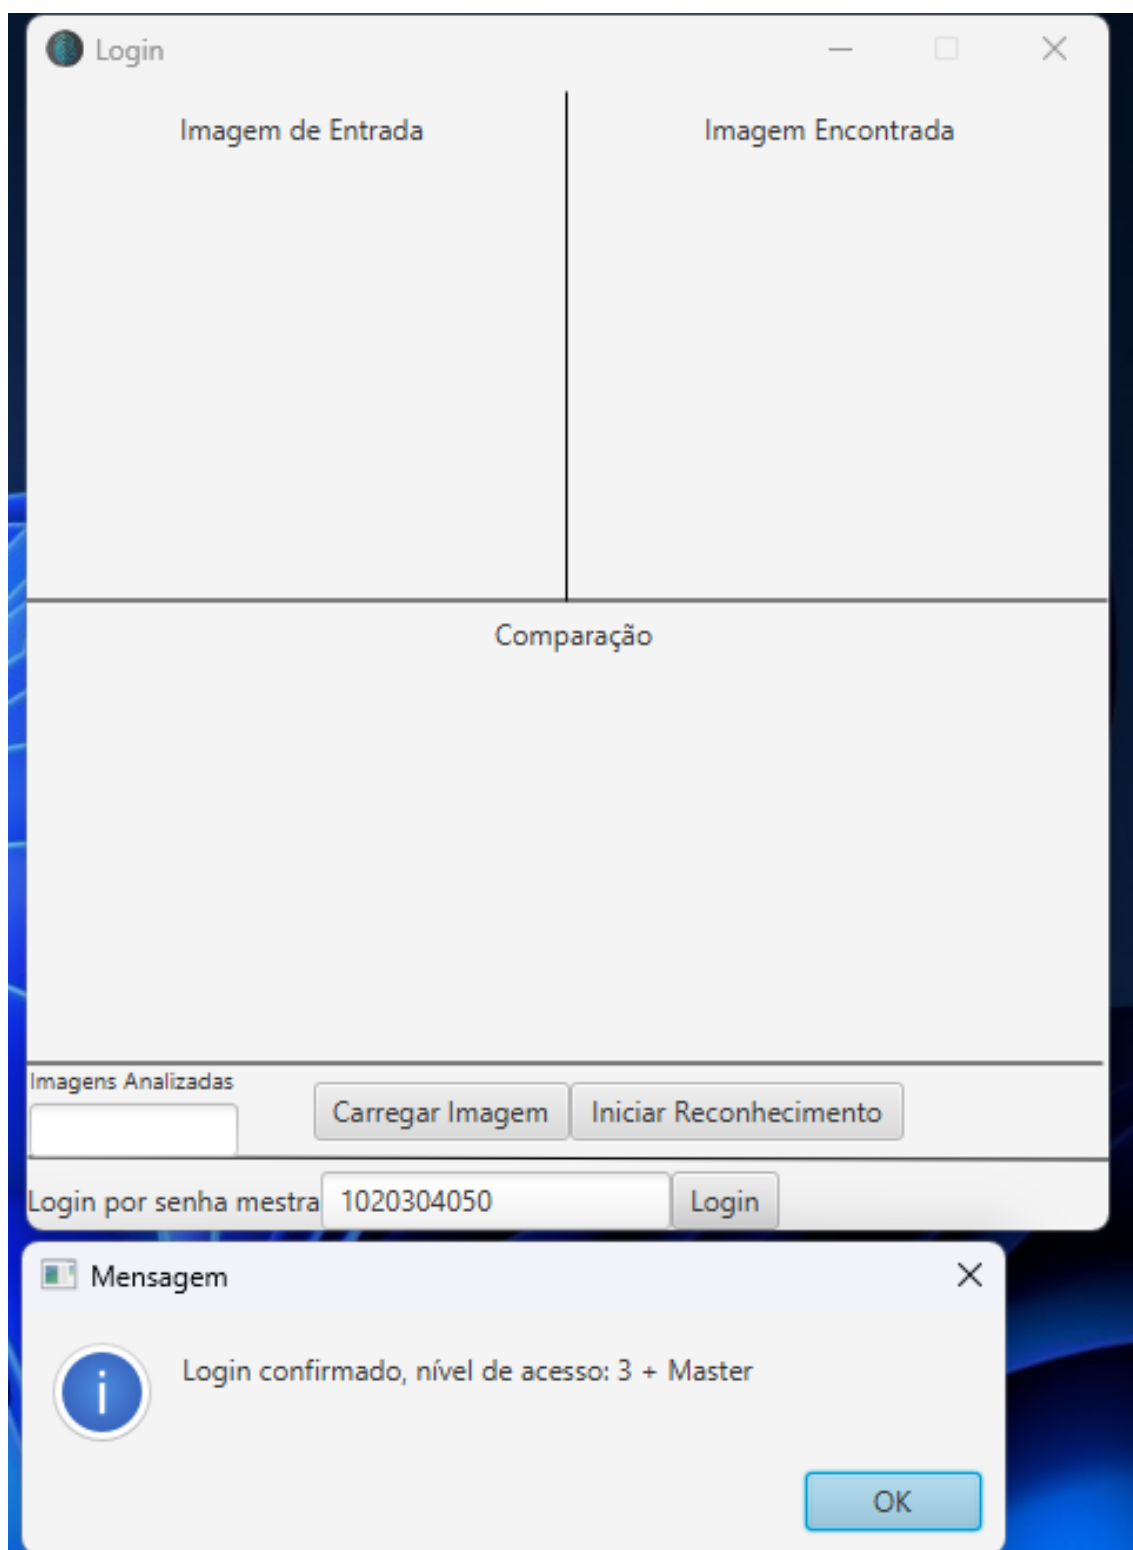 Login
Imagem de Entrada
Imagem Encontrada
Comparação
Imagens Analizadas
Carregar Imagem
Iniciar Reconhecimento
Login por senha mestra 1020304050 Login
Mensagem
Login confirmado, nível de acesso: 3 + Master
OK